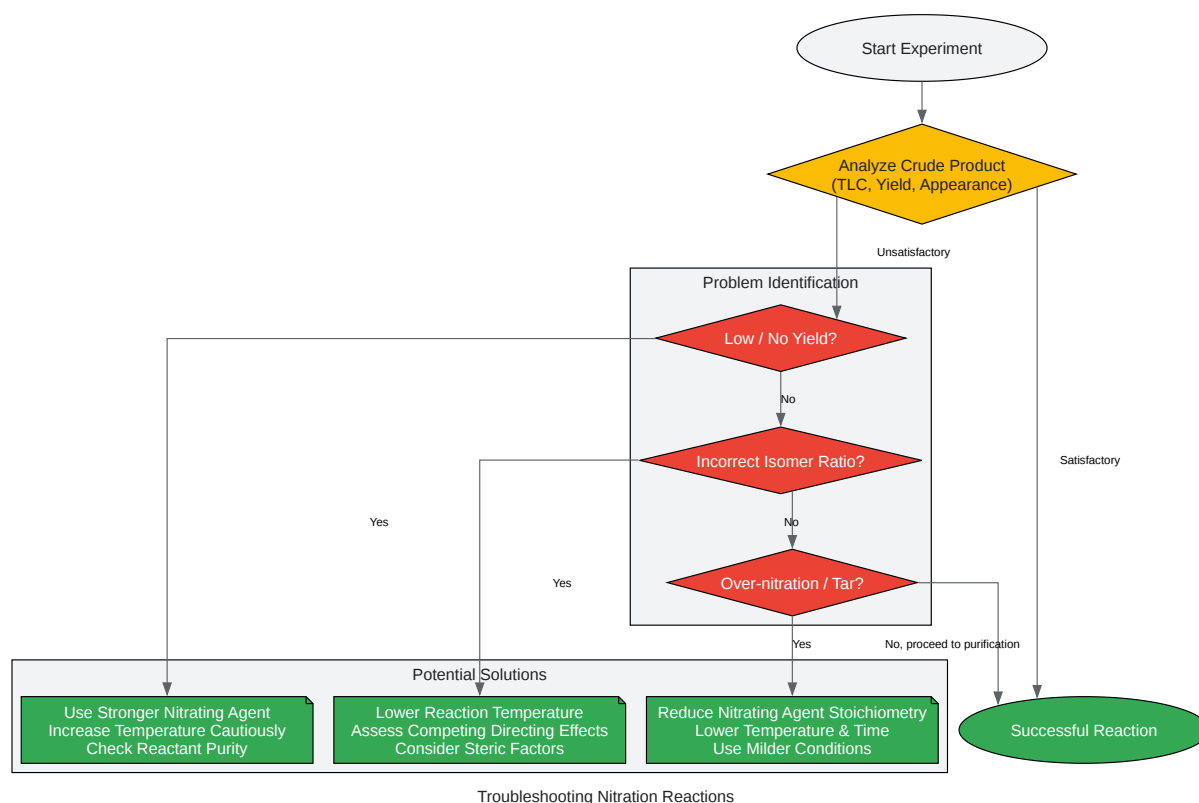 Start Experiment
Analyze Crude Product
(TLC, Yield, Appearance)
Unsatisfactory
Problem Identification
Low / No Yield?
No
Incorrect Isomer Ratio?
Satisfactory
No
Yes
Yes
Over-nitration / Tar?
Yes
No, proceed to purification
Potential Solutions
Use Stronger Nitrating Agent
Increase Temperature Cautiously
Check Reactant Purity
Lower Reaction Temperature
Assess Competing Directing Effects
Consider Steric Factors
Reduce Nitrating Agent Stoichiometry
Lower Temperature & Time
Use Milder Conditions
Successful Reaction
Troubleshooting Nitration Reactions